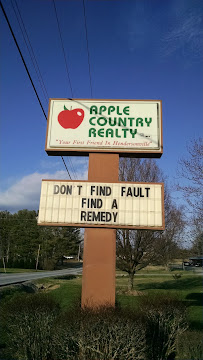 APPLE
COUNTRY
REALTY
"Your First Friend In Hendersonville"
DON'T FIND FAULT
FIND A
REMEDY